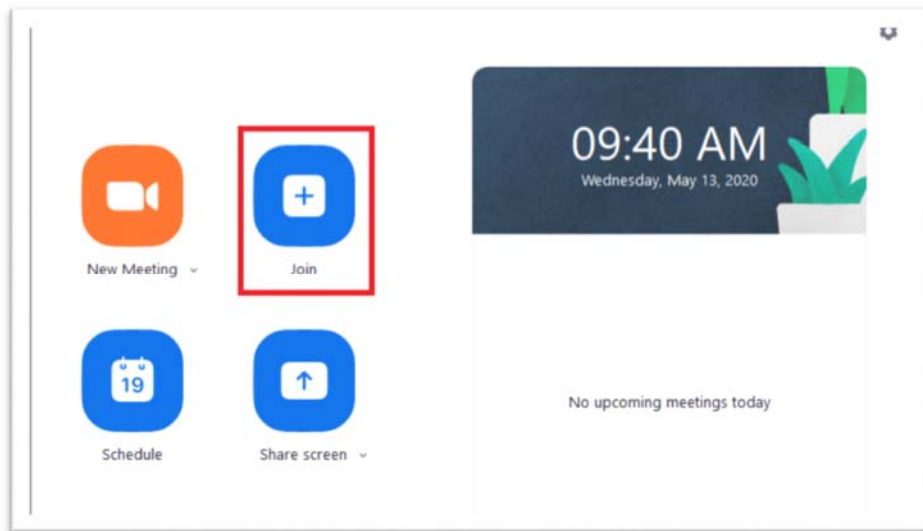 09:40 AM
Wednesday, May 13, 2020
New Meeting
Join
19
Schedule
Share screen
No upcoming meetings today